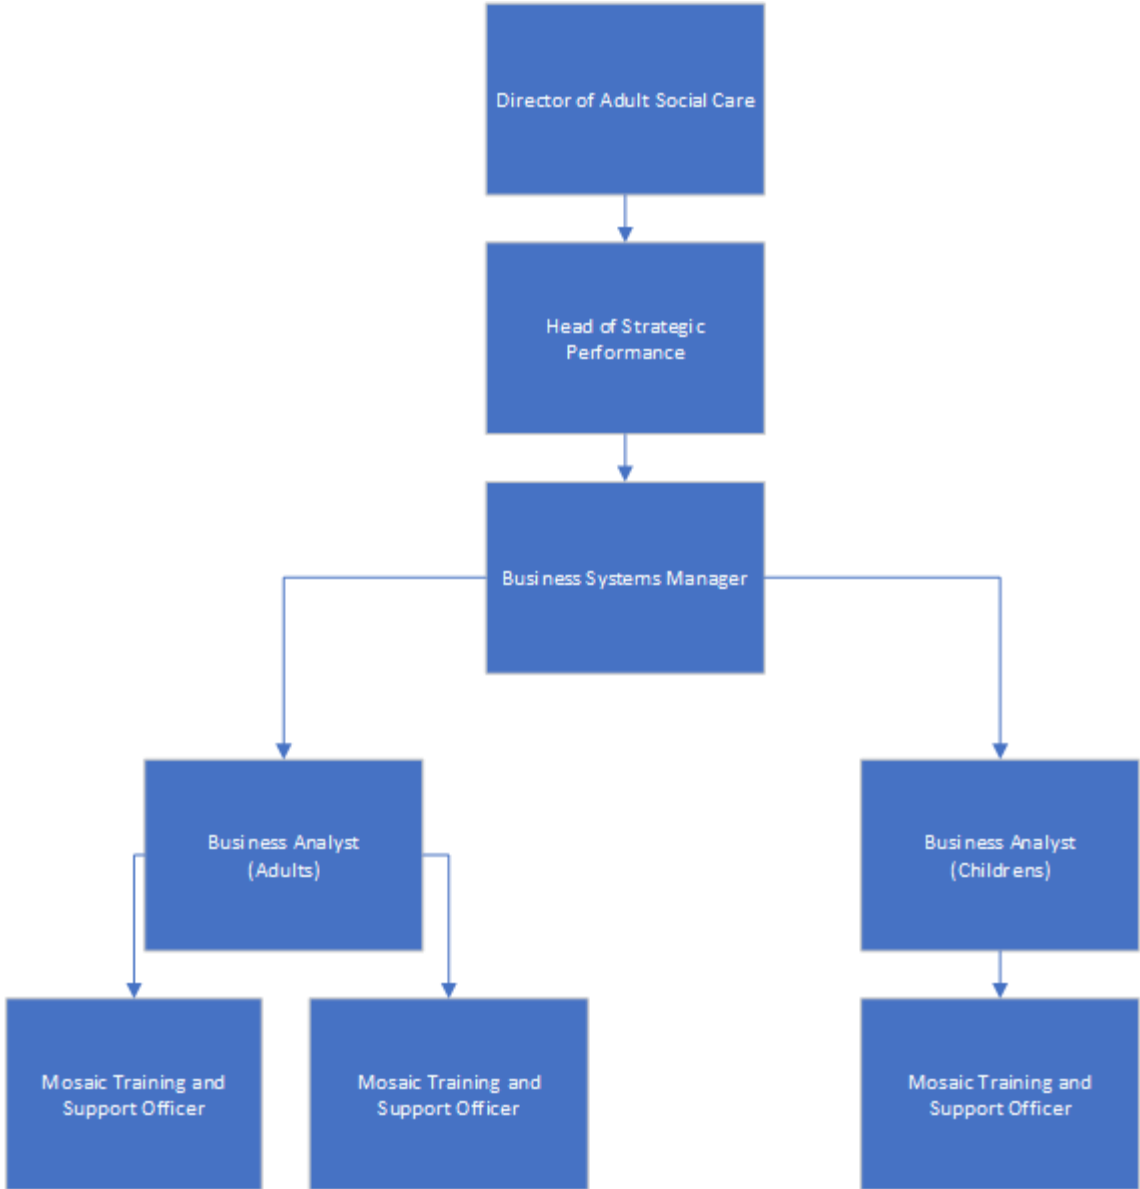 Director of Adult Social Care
Head of Strategic
Performance
Business Systems Manager
Business Analyst
(Adults)
Business Analyst
(Childrens)
Mosaic Training and
Support Officer
Mosaic Training and
Support Officer
Mosaic Training and
Support Officer